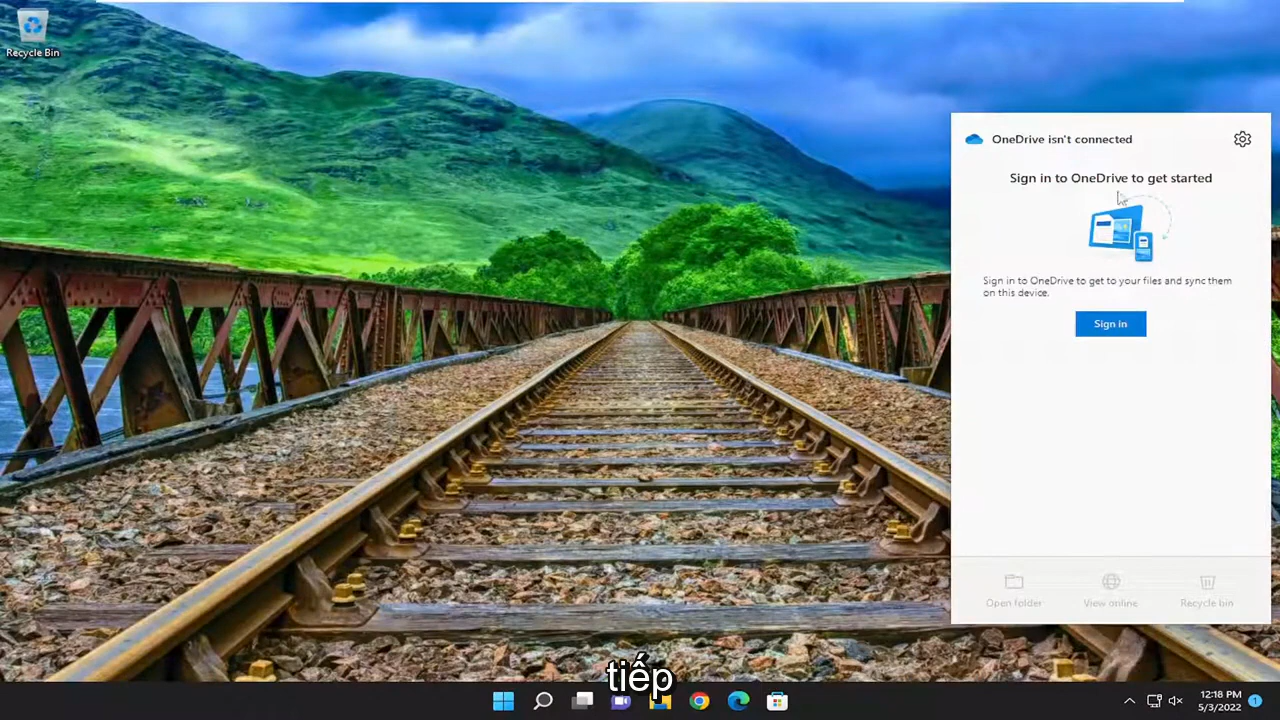 Recycle Bin
OneDrive isn't connected
Sign in to OneDrive to get started
Sign in to OneDrive to get to your files and sync them
on this device.
Sign in
Open folder
View online
Recycle bin
tiếp
12:18 PM
5/3/2022
1